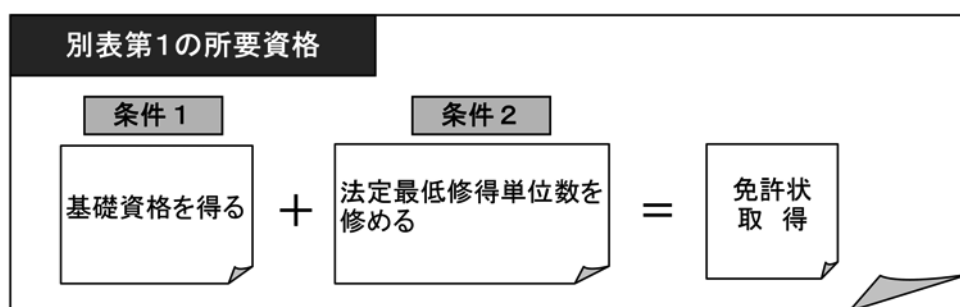 別表第1の所要資格
条件1 条件2
基礎資格を得る + 法定最低修得単位数を
修める = 免許状
取 得